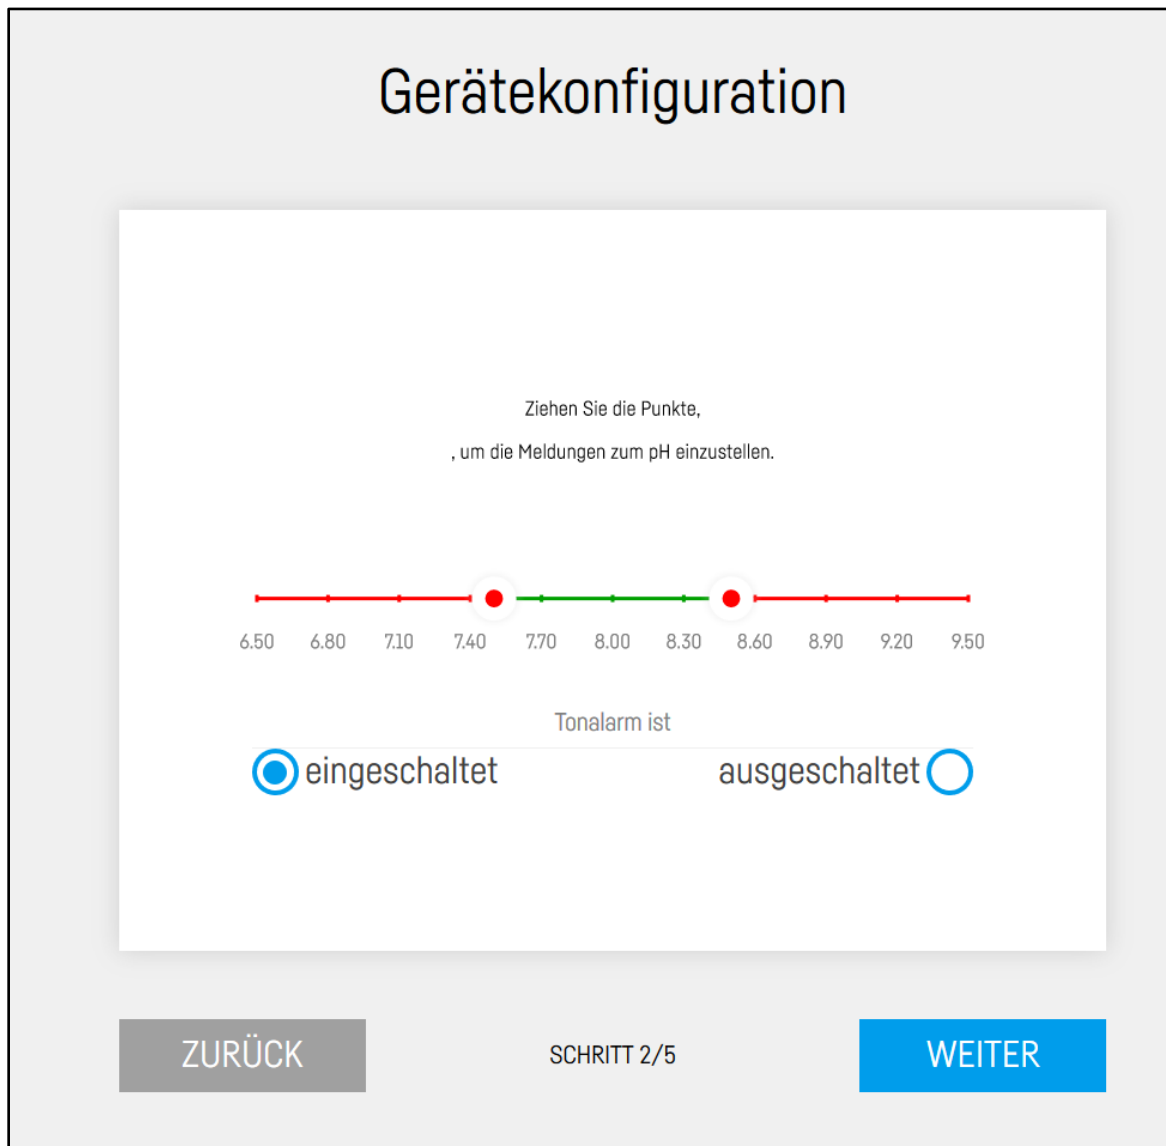 Gerätekonfiguration
Ziehen Sie die Punkte,
, um die Meldungen zum pH einzustellen.
6.50 6.80 7.10 7.40 7.70 8.00 8.30 8.60 8.90 9.20 9.50
Tonalarm ist
eingeschaltet ausgeschaltet
ZURÜCK SCHRITT 2/5 WEITER